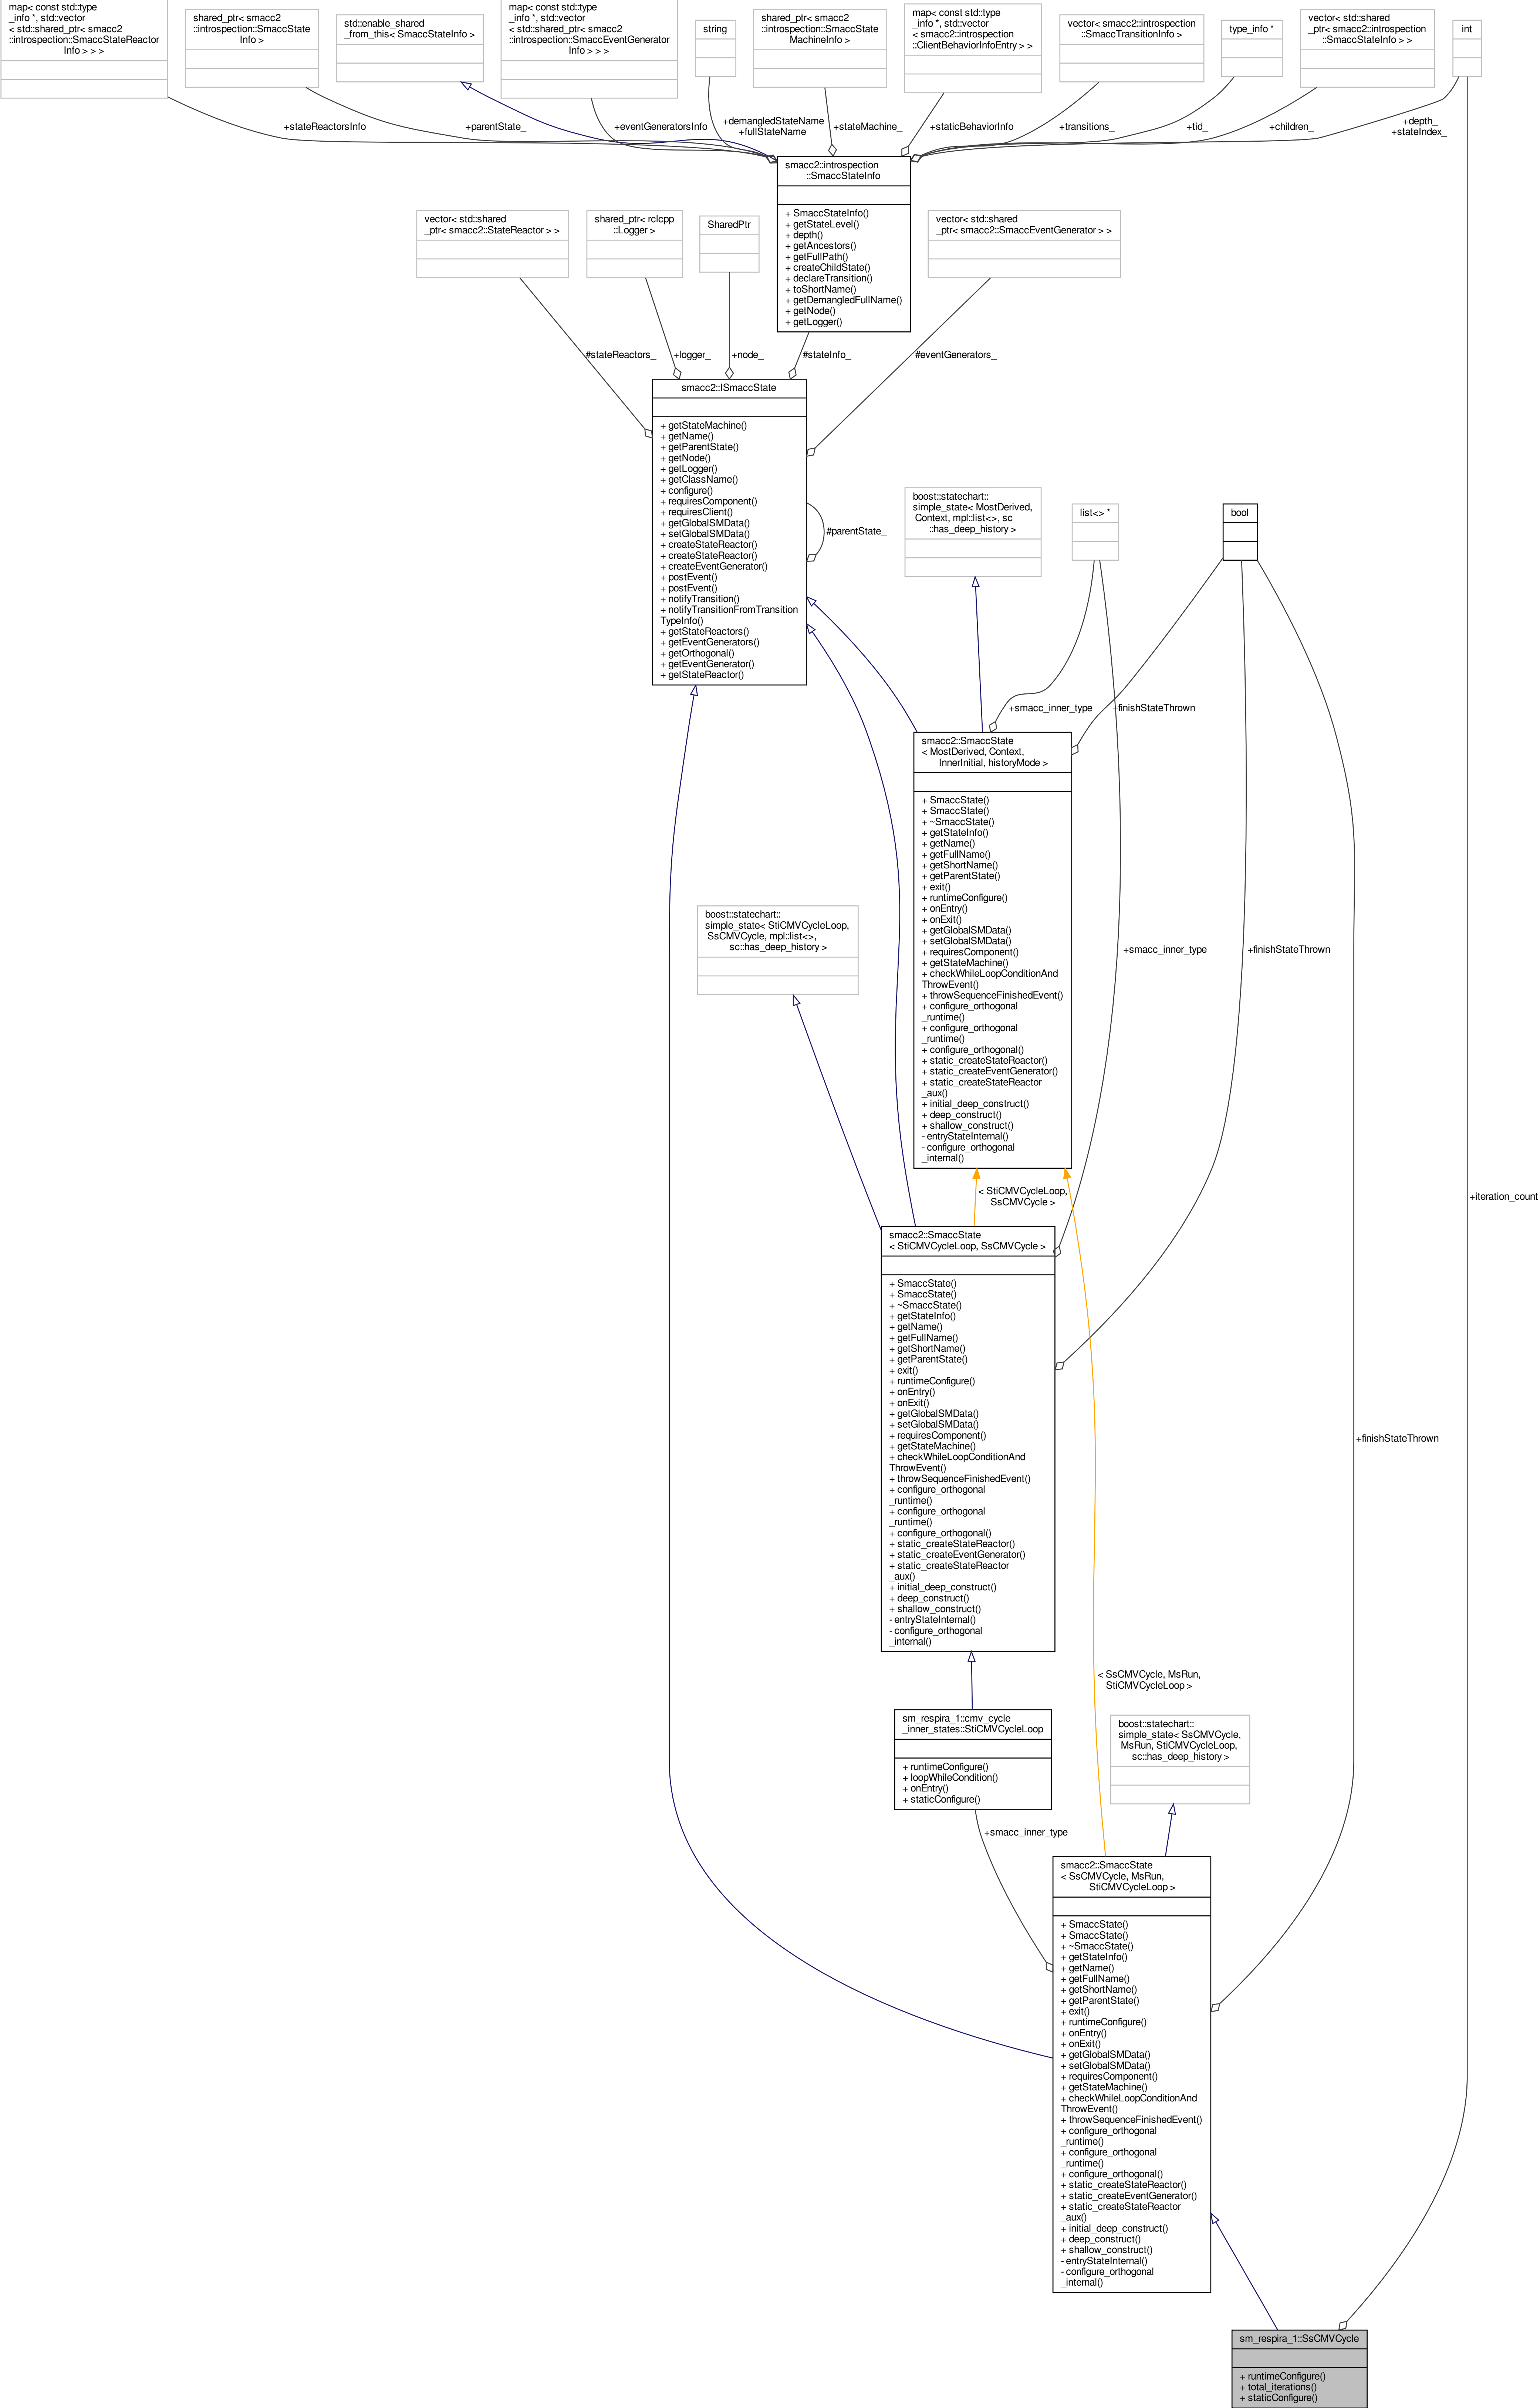 map< const std::type
_info *, std::vector
< std::shared_ptr< smacc2
::introspection::SmaccStateReactor
Info > > >
shared_ptr< smacc2
::introspection::SmaccState
Info >
std::enable_shared
_from_this< SmaccStateInfo >
map< const std::type
_info *, std::vector
< std::shared_ptr< smacc2
::introspection::SmaccEventGenerator
Info > > >
string
shared_ptr< smacc2
::introspection::SmaccState
MachineInfo >
map< const std::type
_info *, std::vector
< smacc2::introspection
::ClientBehaviorInfoEntry > >
vector< smacc2::introspection
::SmaccTransitionInfo >
type_info *
vector< std::shared
_ptr< smacc2::introspection
::SmaccStateInfo > >
int
+stateReactorsInfo
+parentState_
+eventGeneratorsInfo
+demangledStateName
+fullStateName
+stateMachine_
+staticBehaviorInfo
+transitions_
+tid_
+children_
+depth_
+stateIndex_
smacc2::introspection
::SmaccStateInfo
+ SmaccStateInfo()
+ getStateLevel()
+ depth()
+ getAncestors()
+ getFullPath()
+ createChildState()
+ declareTransition()
+ toShortName()
+ getDemangledFullName()
+ getNode()
+ getLogger()
vector< std::shared
_ptr< smacc2::StateReactor > >
shared_ptr< rclcpp
::Logger >
SharedPtr
vector< std::shared
_ptr< smacc2::SmaccEventGenerator > >
#stateReactors_
+logger_
+node_
#stateInfo_
#eventGenerators_
smacc2::ISmaccState
+ getStateMachine()
+ getName()
+ getParentState()
+ getNode()
+ getLogger()
+ getClassName()
+ configure()
+ requiresComponent()
+ requiresClient()
+ getGlobalSMData()
+ setGlobalSMData()
+ createStateReactor()
+ createStateReactor()
+ createEventGenerator()
+ postEvent()
+ postEvent()
+ notifyTransition()
+ notifyTransitionFromTransition
TypeInfo()
+ getStateReactors()
+ getEventGenerators()
+ getOrthogonal()
+ getEventGenerator()
+ getStateReactor()
#parentState_
boost::statechart::
simple_state< MostDerived,
Context, mpl::list<>, sc
::has_deep_history >
list<> *
bool
+smacc_inner_type
+finishStateThrown
smacc2::SmaccState
< MostDerived, Context,
InnerInitial, historyMode >
+ SmaccState()
+ SmaccState()
+ ~SmaccState()
+ getStateInfo()
+ getName()
+ getFullName()
+ getShortName()
+ getParentState()
+ exit()
+ runtimeConfigure()
+ onEntry()
+ onExit()
+ getGlobalSMData()
+ setGlobalSMData()
+ requiresComponent()
+ getStateMachine()
+ checkWhileLoopConditionAnd
ThrowEvent()
+ throwSequenceFinishedEvent()
+ configure_orthogonal
_runtime()
+ configure_orthogonal
_runtime()
+ configure_orthogonal()
+ static_createStateReactor()
+ static_createEventGenerator()
+ static_createStateReactor
_aux()
+ initial_deep_construct()
+ deep_construct()
+ shallow_construct()
- entryStateInternal()
- configure_orthogonal
_internal()
boost::statechart::
simple_state< StiCMVCycleLoop,
SsCMVCycle, mpl::list<>,
sc::has_deep_history >
+smacc_inner_type
+finishStateThrown
< StiCMVCycleLoop,
SsCMVCycle >
+iteration_count
smacc2::SmaccState
< StiCMVCycleLoop, SsCMVCycle >
+ SmaccState()
+ SmaccState()
+ ~SmaccState()
+ getStateInfo()
+ getName()
+ getFullName()
+ getShortName()
+ getParentState()
+ exit()
+ runtimeConfigure()
+ onEntry()
+ onExit()
+ getGlobalSMData()
+ setGlobalSMData()
+ requiresComponent()
+ getStateMachine()
+ checkWhileLoopConditionAnd
ThrowEvent()
+ throwSequenceFinishedEvent()
+ configure_orthogonal
_runtime()
+ configure_orthogonal
_runtime()
+ configure_orthogonal()
+ static_createStateReactor()
+ static_createEventGenerator()
+ static_createStateReactor
_aux()
+ initial_deep_construct()
+ deep_construct()
+ shallow_construct()
- entryStateInternal()
- configure_orthogonal
_internal()
+finishStateThrown
< SsCMVCycle, MsRun,
StiCMVCycleLoop >
sm_respira_1::cmv_cycle
_inner_states::StiCMVCycleLoop
+ runtimeConfigure()
+ loopWhileCondition()
+ onEntry()
+ staticConfigure()
boost::statechart::
simple_state< SsCMVCycle,
MsRun, StiCMVCycleLoop,
sc::has_deep_history >
+smacc_inner_type
smacc2::SmaccState
< SsCMVCycle, MsRun,
StiCMVCycleLoop >
+ SmaccState()
+ SmaccState()
+ ~SmaccState()
+ getStateInfo()
+ getName()
+ getFullName()
+ getShortName()
+ getParentState()
+ exit()
+ runtimeConfigure()
+ onEntry()
+ onExit()
+ getGlobalSMData()
+ setGlobalSMData()
+ requiresComponent()
+ getStateMachine()
+ checkWhileLoopConditionAnd
ThrowEvent()
+ throwSequenceFinishedEvent()
+ configure_orthogonal
_runtime()
+ configure_orthogonal
_runtime()
+ configure_orthogonal()
+ static_createStateReactor()
+ static_createEventGenerator()
+ static_createStateReactor
_aux()
+ initial_deep_construct()
+ deep_construct()
+ shallow_construct()
- entryStateInternal()
- configure_orthogonal
_internal()
sm_respira_1::SsCMVCycle
+ runtimeConfigure()
+ total_iterations()
+ staticConfigure()